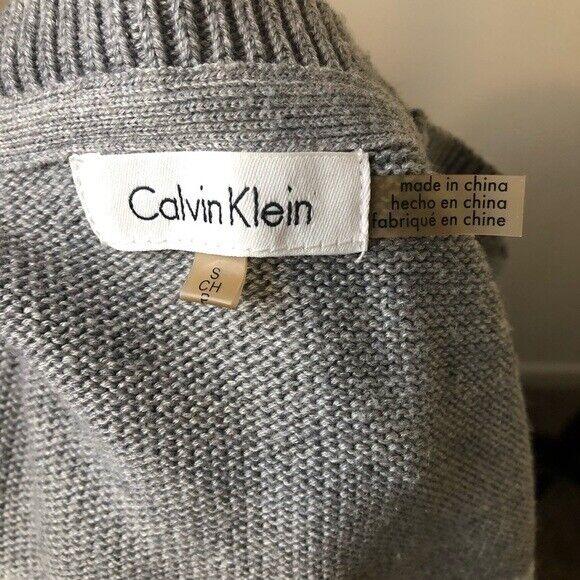 Calvin Klein
made in china
hecho en china
fabriqué en chine
S
CH
P